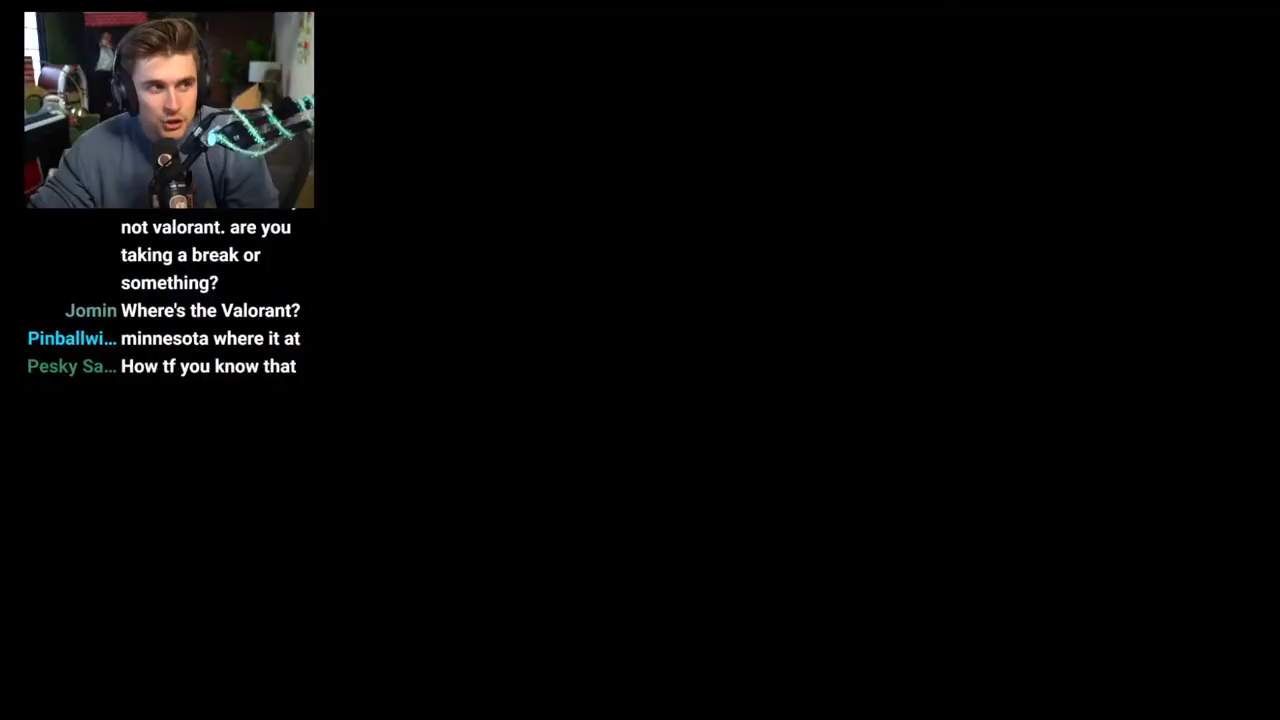 not valorant. are you
taking a break or
something?
Jomin Where's the Valorant?
Pinballwi... minnesota where it at
Pesky Sa... How tf you know that